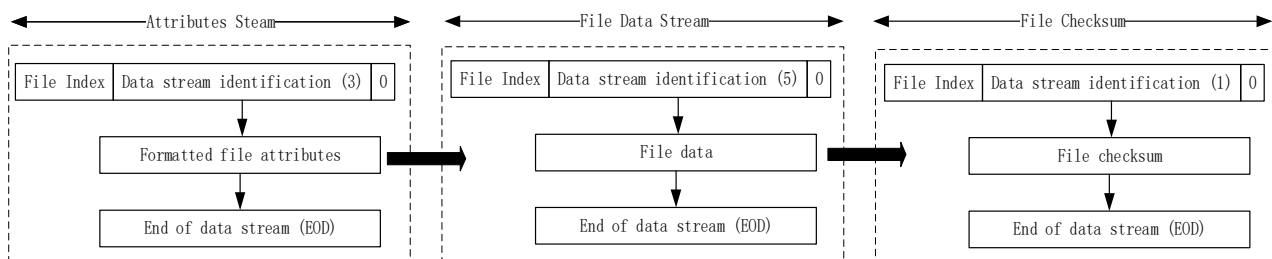 Attributes Steam
File Index Data stream identification (3) 0
Formatted file attributes
End of data stream (EOD)
File Data Stream
File Index Data stream identification (5) 0
File data
End of data stream (EOD)
File Checksum
File Index Data stream identification (1) 0
File checksum
End of data stream (EOD)